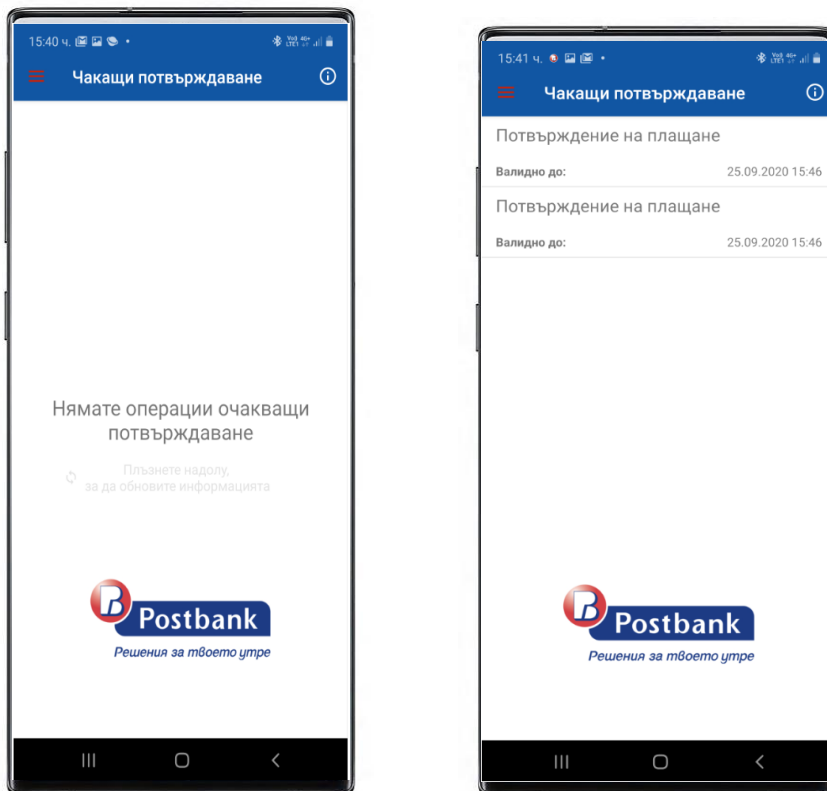 15:40 ч.
Чакащи потвърждаване
Нямате операции очакващи
потвърждаване
Плъзнете надолу,
за да обновите информацията
Postbank
Решения за твоето утре
15:41 ч.
Чакащи потвърждаване
Потвърждение на плащане
Валидно до: 25.09.2020 15:46
Потвърждение на плащане
Валидно до: 25.09.2020 15:46
Postbank
Решения за твоето утре